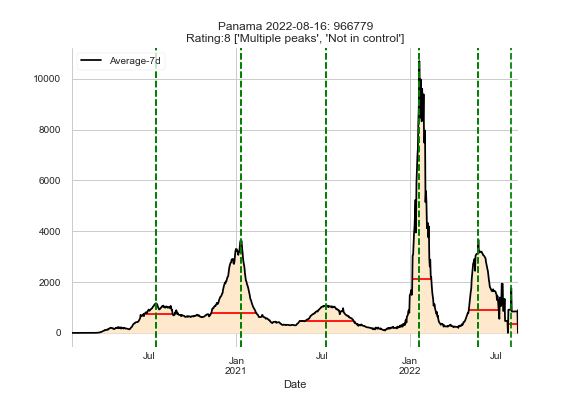 Panama 2022-08-16: 966779
Rating:8 ['Multiple peaks', 'Not in control']
Average-7d
10000
8000
6000
4000
2000
0
Jul
Jan
2021
Jul
Jan
2022
Jul
Date